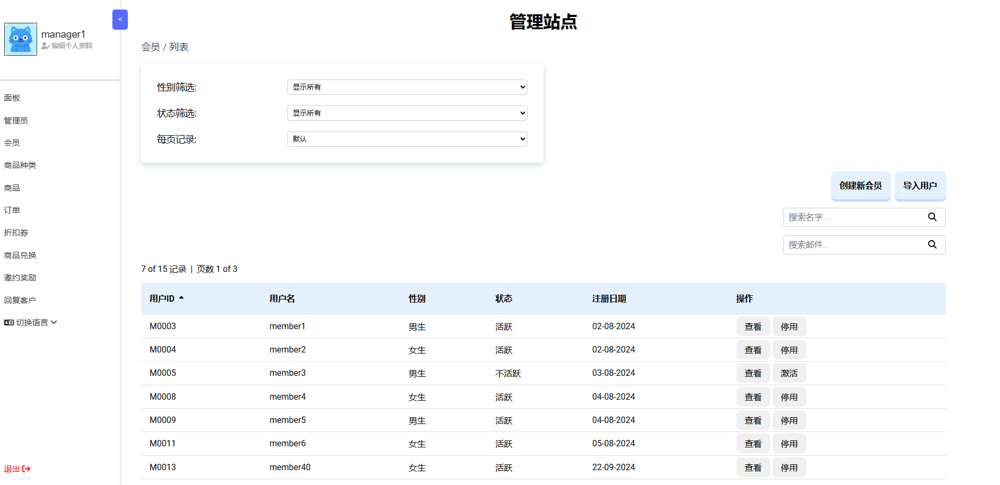 <
manager1
编辑个人资料
面板
管理员
会员
商品种类
商品
订单
折扣券
商品兑换
邀约奖励
回复客户
切换语言
退出
管理站点
会员 / 列表
性别筛选: 显示所有
状态筛选: 显示所有
每页记录: 默认
创建新会员 导入用户
搜索名字...
搜索邮件...
7 of 15 记录 | 页数 1 of 3
用户ID 用户名 性别 状态 注册日期 操作
M0003 member1 男生 活跃 02-08-2024 查看 停用
M0004 member2 女生 活跃 02-08-2024 查看 停用
M0005 member3 男生 不活跃 03-08-2024 查看 激活
M0008 member4 女生 活跃 04-08-2024 查看 停用
M0009 member5 男生 活跃 04-08-2024 查看 停用
M0011 member6 女生 活跃 05-08-2024 查看 停用
M0013 member40 女生 活跃 22-09-2024 查看 停用